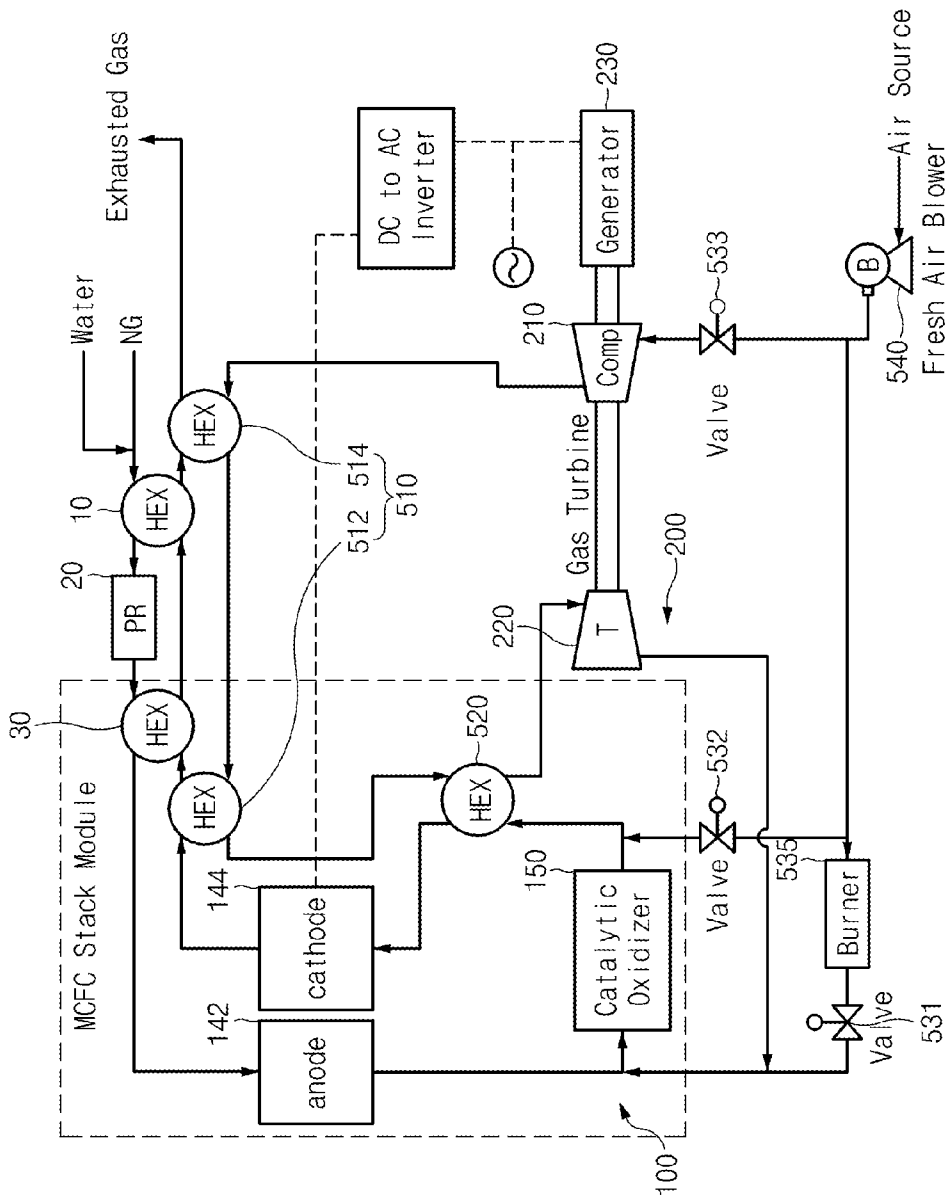 Exhausted Gas
Water
NG
10
HEX
20
PR
30
HEX
HEX
514
512
510
HEX
MCFC Stack Module
144
cathode
142
anode
520
HEX
150
Catalytic
Oxidizer
100
DC to AC
Inverter
230
Generator
210
Comp
Gas Turbine
220
T
200
533
Valve
532
Valve
535
Burner
531
Valve
B
540
Air Source
Fresh Air Blower